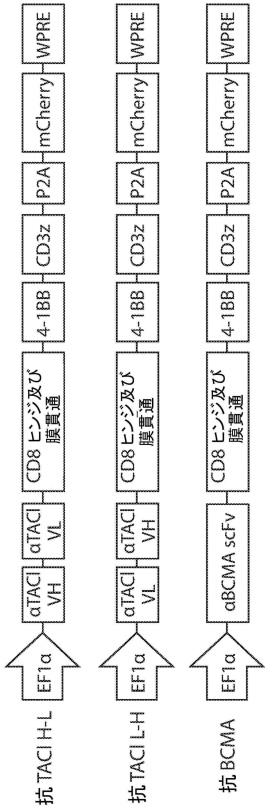 抗 TACI H-L
EF1α
αTACI
VH
αTACI
VL
CD8 ヒンジ及び
膜貫通
4-1BB
CD3z
P2A
mCherry
WPRE
抗 TACI L-H
EF1α
αTACI
VL
αTACI
VH
CD8 ヒンジ及び
膜貫通
4-1BB
CD3z
P2A
mCherry
WPRE
抗 BCMA
EF1α
αBCMA scFv
CD8 ヒンジ及び
膜貫通
4-1BB
CD3z
P2A
mCherry
WPRE